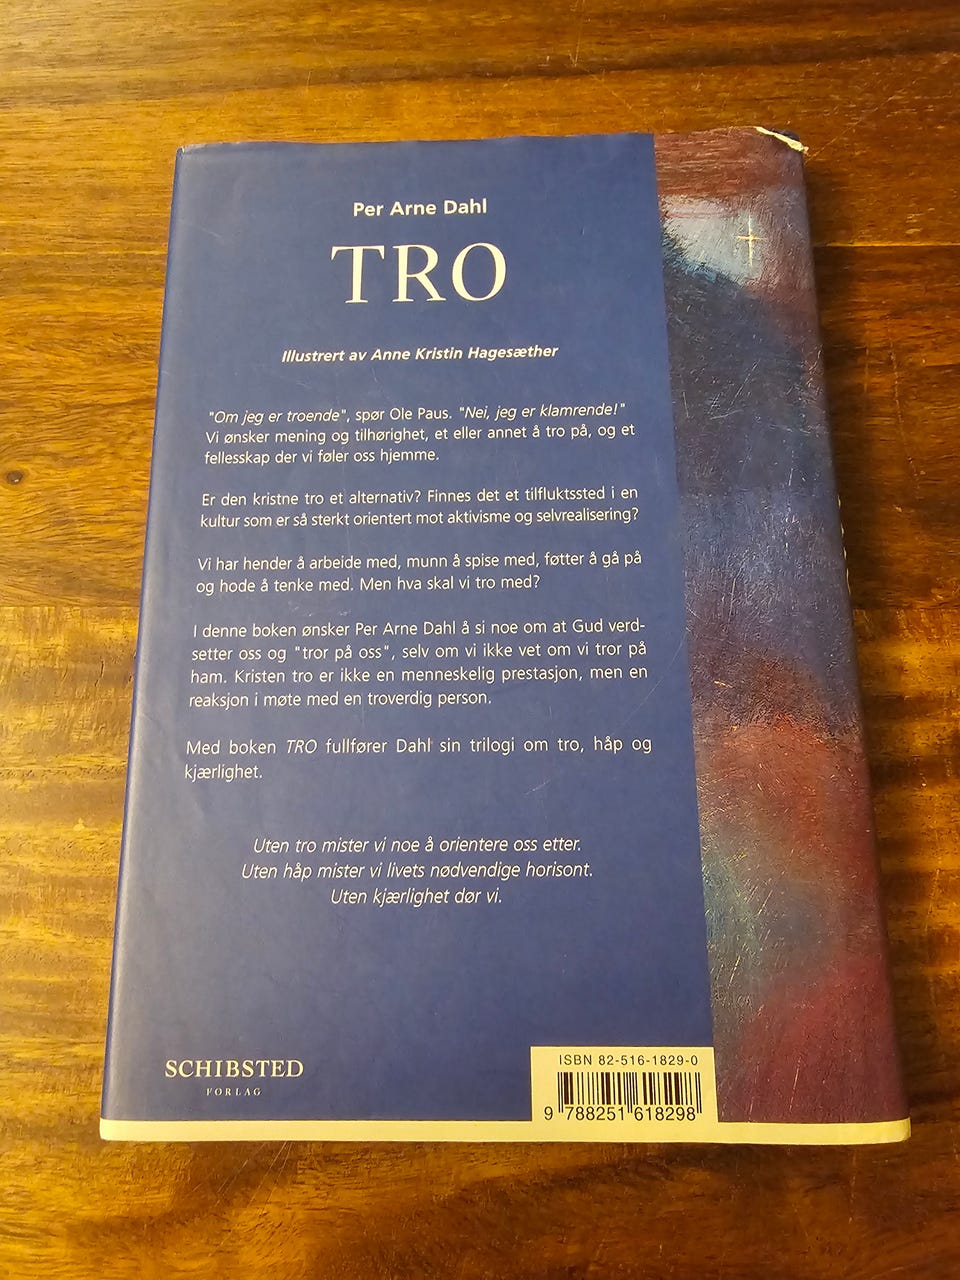 Per Arne Dahl
TRO
Illustrert av Anne Kristin Hagesæther
"Om jeg er troende", spør Ole Paus. "Nei, jeg er klamrende!"
Vi ønsker mening og tilhørighet, et eller annet å tro på, og et
fellesskap der vi føler oss hjemme.
Er den kristne tro et alternativ? Finnes det et tilfluktssted i en
kultur som er så sterkt orientert mot aktivisme og selvrealisering?
Vi har hender å arbeide med, munn å spise med, føtter å gå på
og hode å tenke med. Men hva skal vi tro med?
I denne boken ønsker Per Arne Dahl å si noe om at Gud verd-
setter oss og "tror på oss", selv om vi ikke vet om vi tror på
ham. Kristen tro er ikke en menneskelig prestasjon, men en
reaksjon i møte med en troverdig person.
Med boken TRO fullfører Dahl sin trilogi om tro, håp og
kjærlighet.
Uten tro mister vi noe å orientere oss etter.
Uten håp mister vi livets nødvendige horisont.
Uten kjærlighet dør vi.
SCHIBSTED
FORLAG
ISBN 82-516-1829-0
9 788251 618298